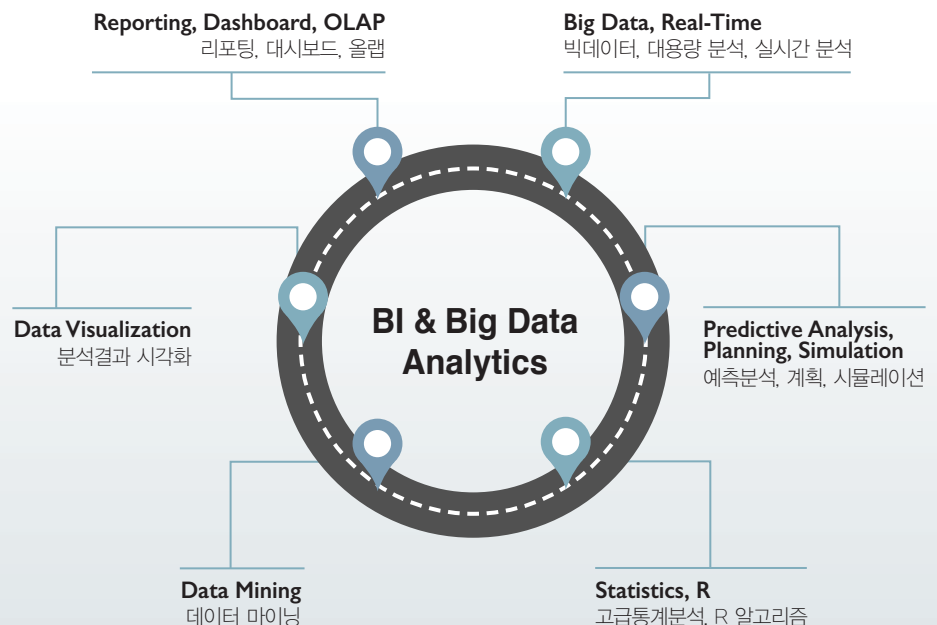 Reporting, Dashboard, OLAP
리포팅, 대시보드, 올랩
Big Data, Real-Time
빅데이터, 대용량 분석, 실시간 분석
BI & Big Data
Analytics
Data Visualization
분석결과 시각화
Predictive Analysis,
Planning, Simulation
예측분석, 계획, 시뮬레이션
Data Mining
데이터 마이닝
Statistics, R
고급통계분석, R 알고리즘